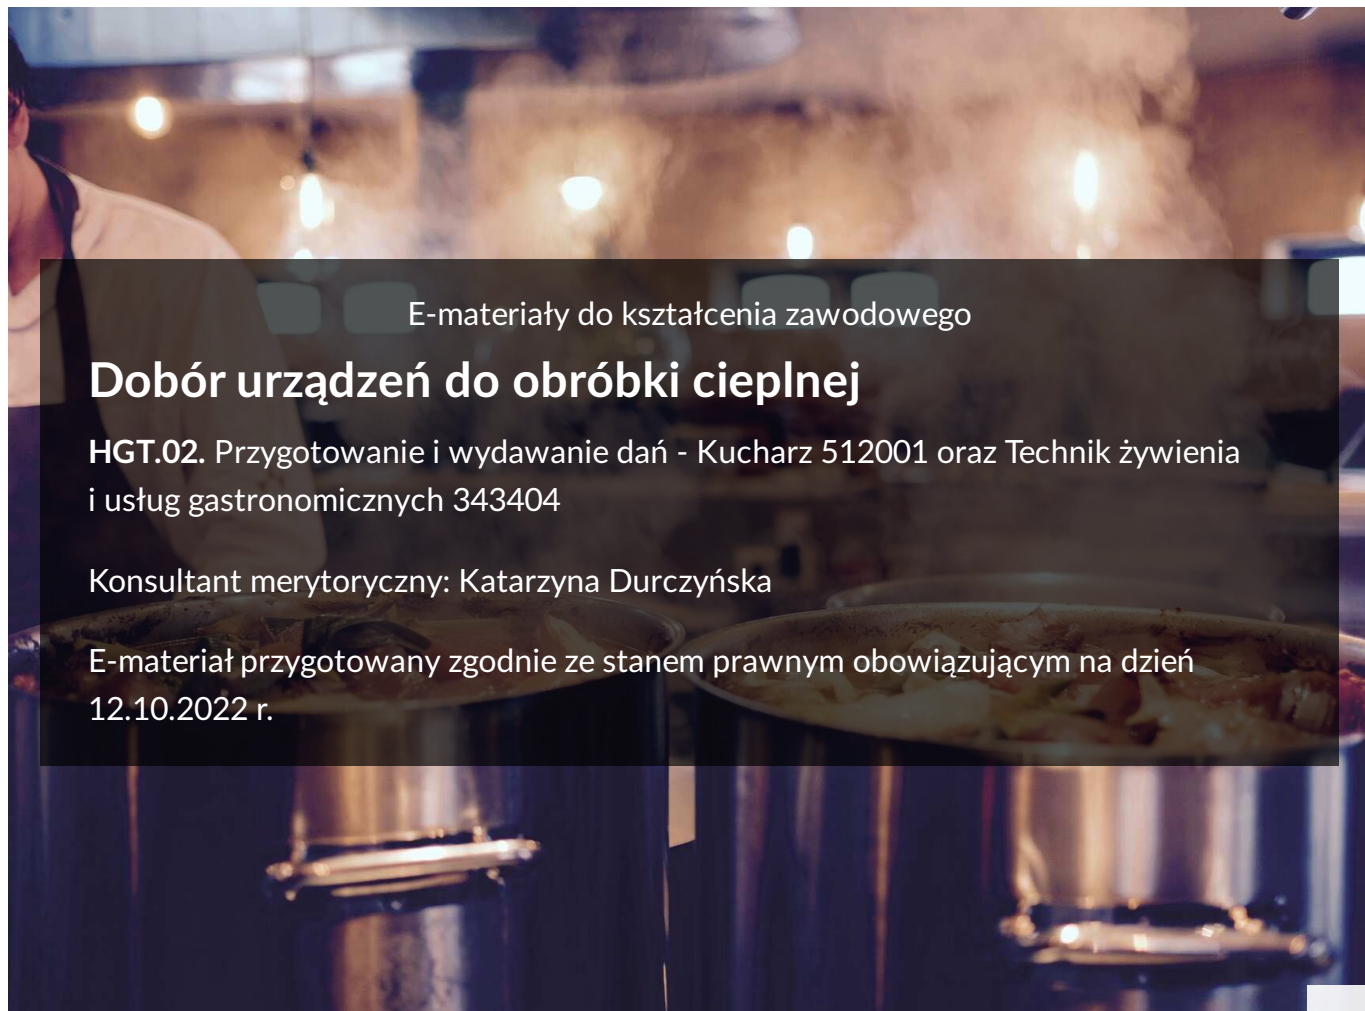 E-materiały do kształcenia zawodowego
Dobór urządzeń do obróbki cieplnej
HGT.02. Przygotowanie i wydawanie dań - Kucharz 512001 oraz Technik żywienia
i usług gastronomicznych 343404
Konsultant merytoryczny: Katarzyna Durczyńska
E-materiał przygotowany zgodnie ze stanem prawnym obowiązującym na dzień
12.10.2022 r.